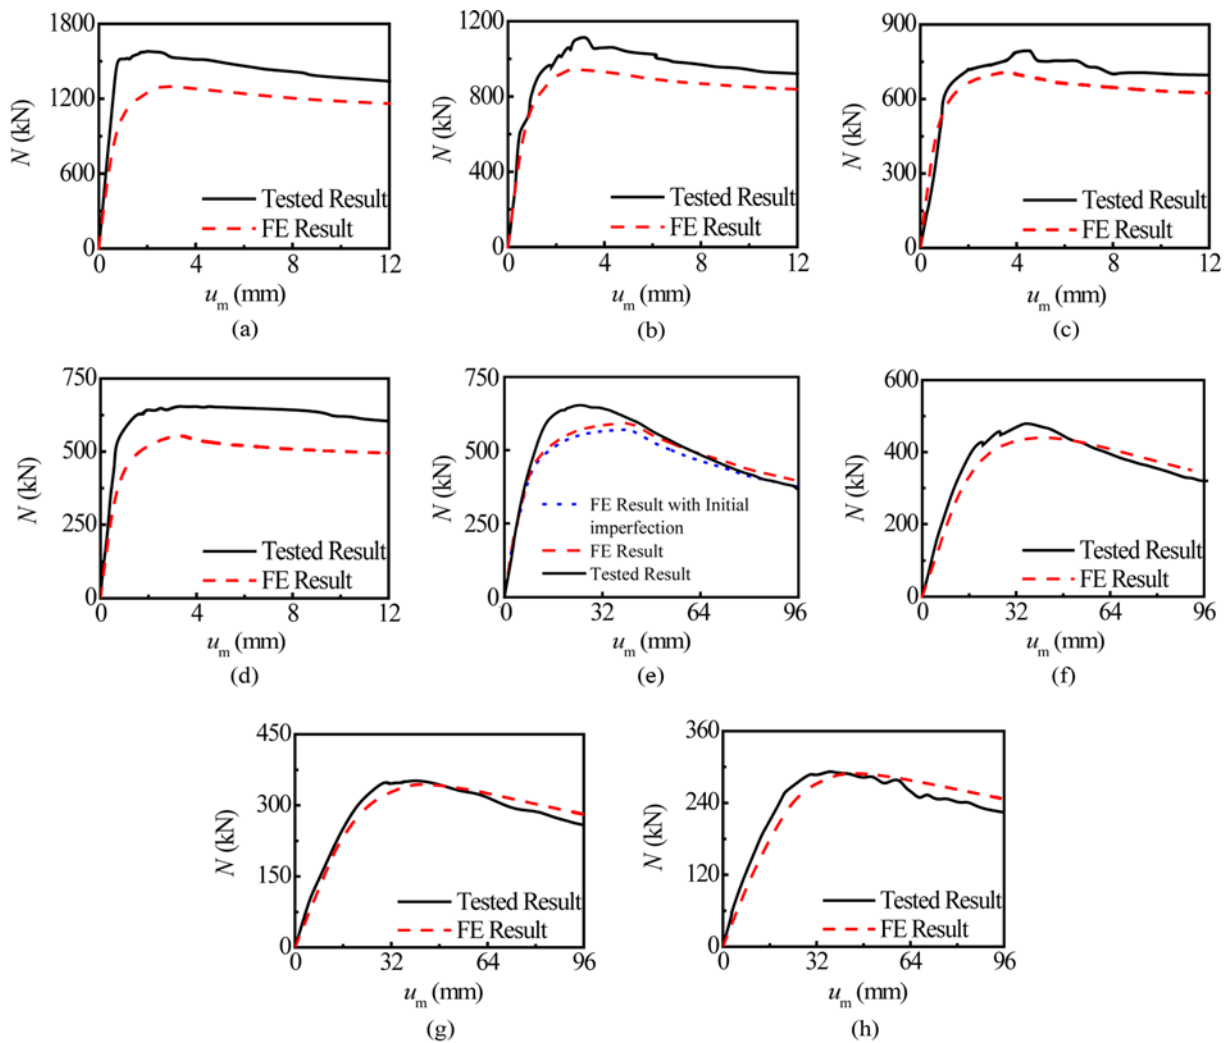 1800
1200
600
0
N (kN)
Tested Result
FE Result
0 4 8 12
u_m (mm)
(a)
1200
800
400
0
N (kN)
Tested Result
FE Result
0 4 8 12
u_m (mm)
(b)
900
600
300
0
N (kN)
Tested Result
FE Result
0 4 8 12
u_m (mm)
(c)
750
500
250
0
N (kN)
Tested Result
FE Result
0 4 8 12
u_m (mm)
(d)
750
500
250
0
N (kN)
FE Result with Initial
imperfection
FE Result
Tested Result
0 32 64 96
u_m (mm)
(e)
600
400
200
0
N (kN)
Tested Result
FE Result
0 32 64 96
u_m (mm)
(f)
450
300
150
0
N (kN)
Tested Result
FE Result
0 32 64 96
u_m (mm)
(g)
360
240
120
0
N (kN)
Tested Result
FE Result
0 32 64 96
u_m (mm)
(h)